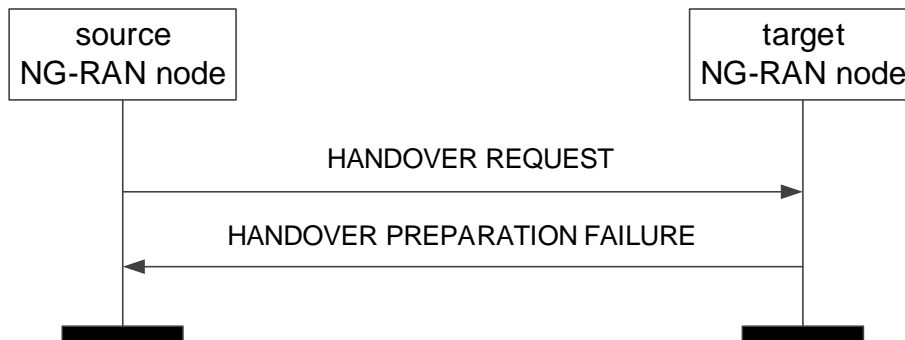 source
NG-RAN node
target
NG-RAN node
HANDOVER REQUEST
HANDOVER PREPARATION FAILURE